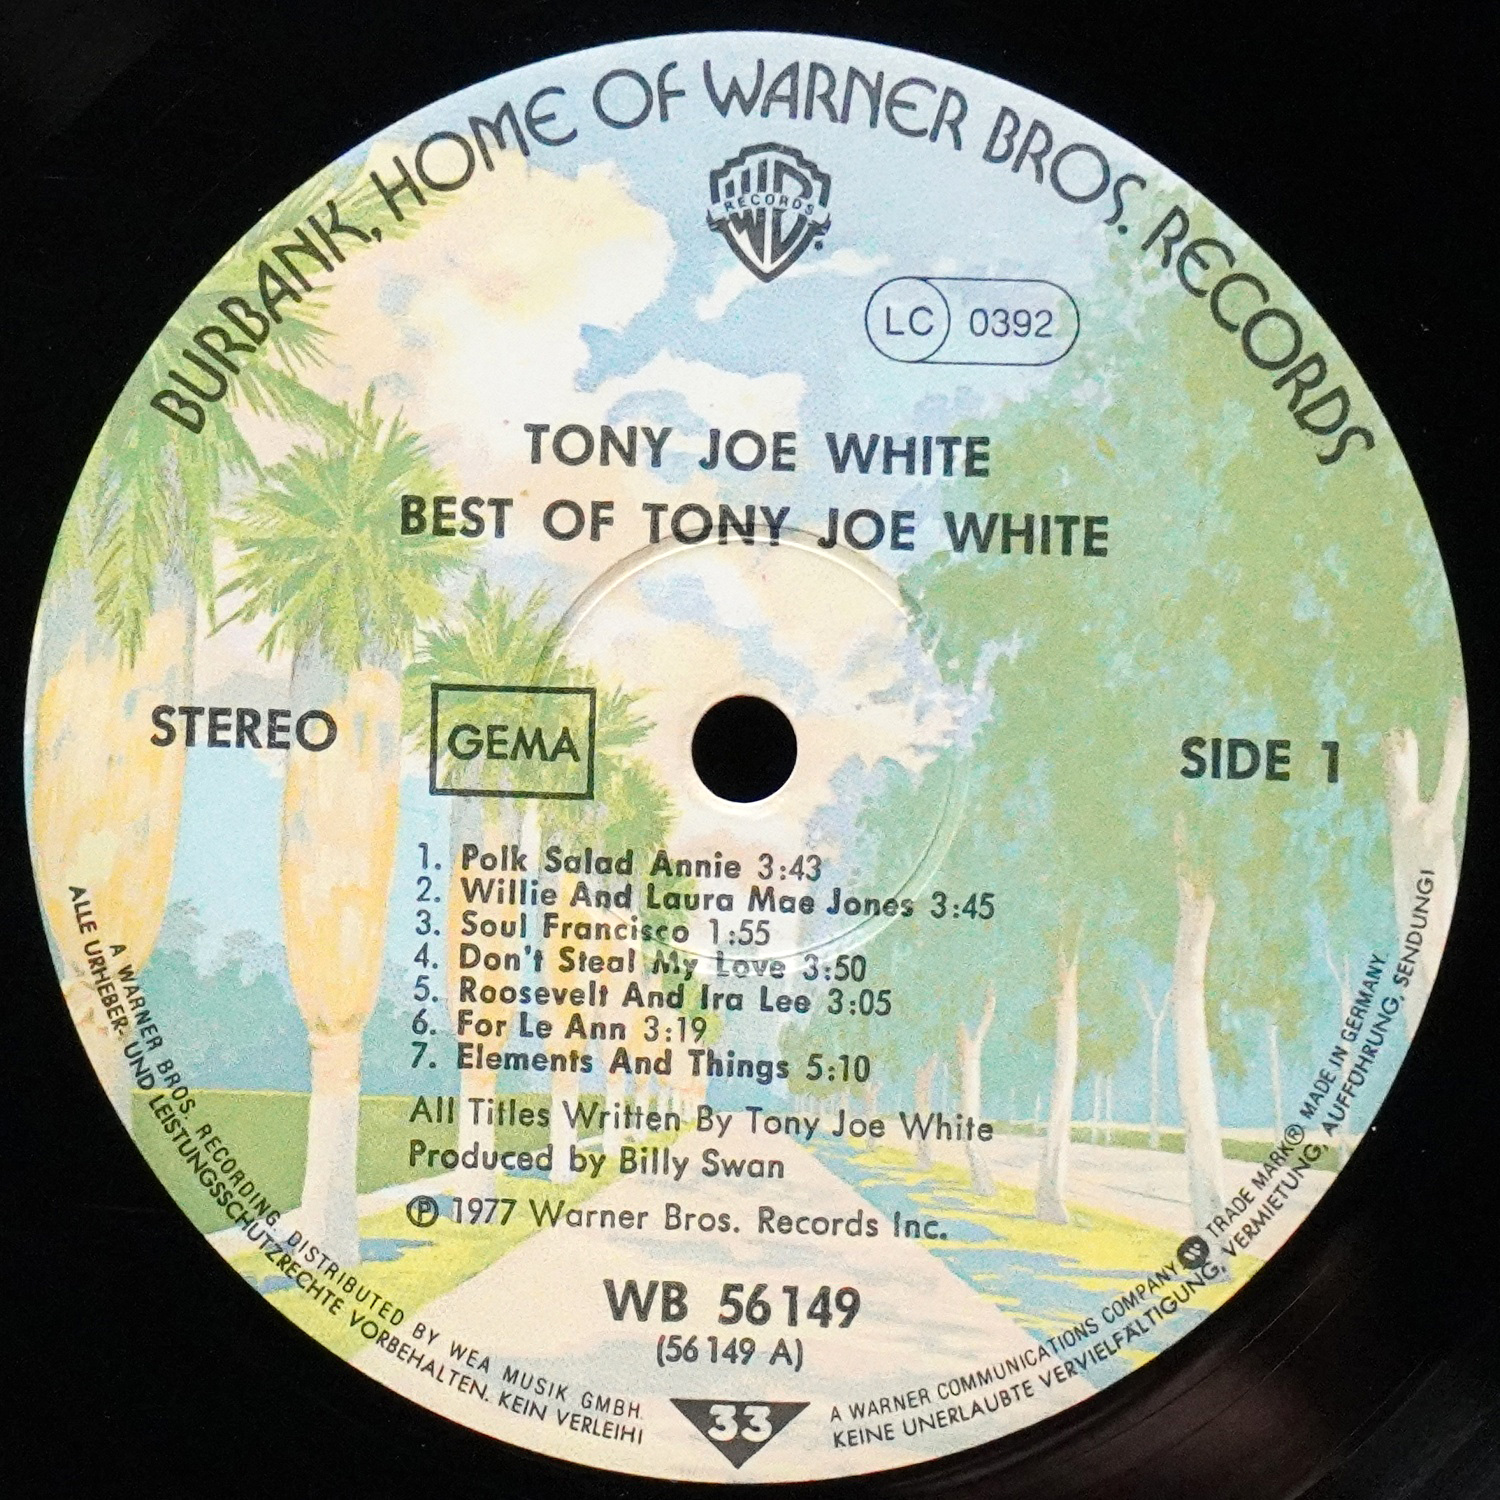 BURBANK, HOME OF WARNER BROS. RECORDS
WB
RECORDS
LC 0392
TONY JOE WHITE
BEST OF TONY JOE WHITE
STEREO
GEMA
SIDE 1
1. Polk Salad Annie 3:43
2. Willie And Laura Mae Jones 3:45
3. Soul Francisco 1:55
4. Don't Steal My Love 3:50
5. Roosevelt And Ira Lee 3:05
6. For Le Ann 3:19
7. Elements And Things 5:10
All Titles Written By Tony Joe White
Produced by Billy Swan
℗ 1977 Warner Bros. Records Inc.
WB 56 149
(56 149 A)
33
A WARNER BROS. RECORDING. DISTRIBUTED BY WEA MUSIK GMBH.
A WARNER COMMUNICATIONS COMPANY TRADE MARK® MADE IN GERMANY.
ALLE URHEBER- UND LEISTUNGSSCHUTZRECHTE VORBEHALTEN. KEIN VERLEIH!
KEINE UNERLAUBTE VERVIELFÄLTIGUNG, VERMIETUNG, AUFFÜHRUNG, SENDUNG!